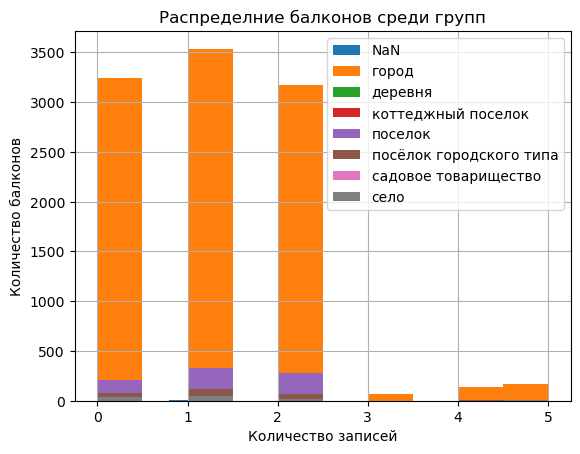 Распределние балконов среди групп
Количество балконов
3500
3000
2500
2000
1500
1000
500
0
NaN
город
деревня
коттеджный поселок
поселок
посёлок городского типа
садовое товарищество
село
0 1 2 3 4 5
Количество записей